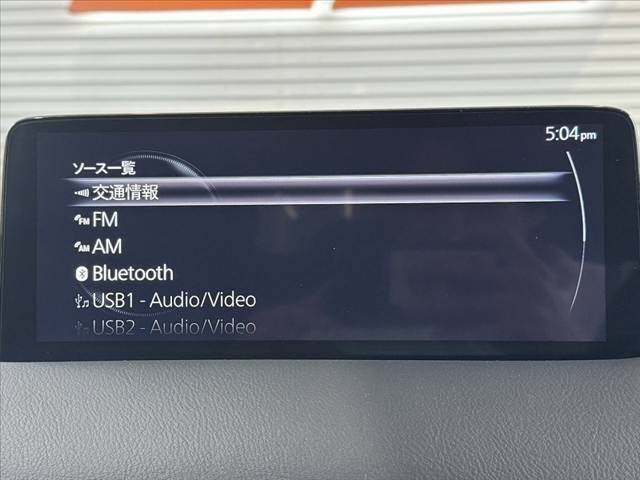 5:04pm
ソース一覧
交通情報
FM
AM
Bluetooth
USB1 - Audio/Video
USB2 - Audio/Video